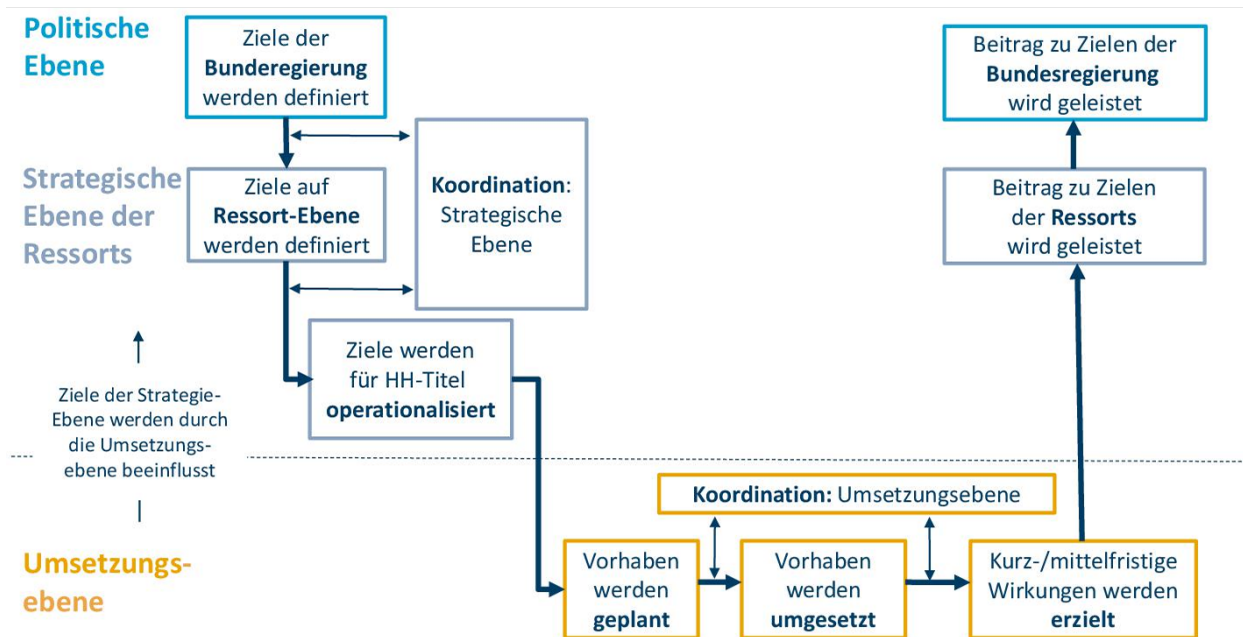 Politische
Ebene
Ziele der
Bunderegierung
werden definiert
Beitrag zu Zielen der
Bundesregierung
wird geleistet
Strategische
Ebene der
Ressorts
Ziele auf
Ressort-Ebene
werden definiert
Koordination:
Strategische
Ebene
Beitrag zu Zielen
der Ressorts
wird geleistet
Ziele werden
für HH-Titel
operationalisiert
Ziele der Strategie-
Ebene werden durch
die Umsetzungs-
ebene beeinflusst
Koordination: Umsetzungsebene
Umsetzungs-
ebene
Vorhaben
werden
geplant
Vorhaben
werden
umgesetzt
Kurz-/mittelfristige
Wirkungen werden
erzielt